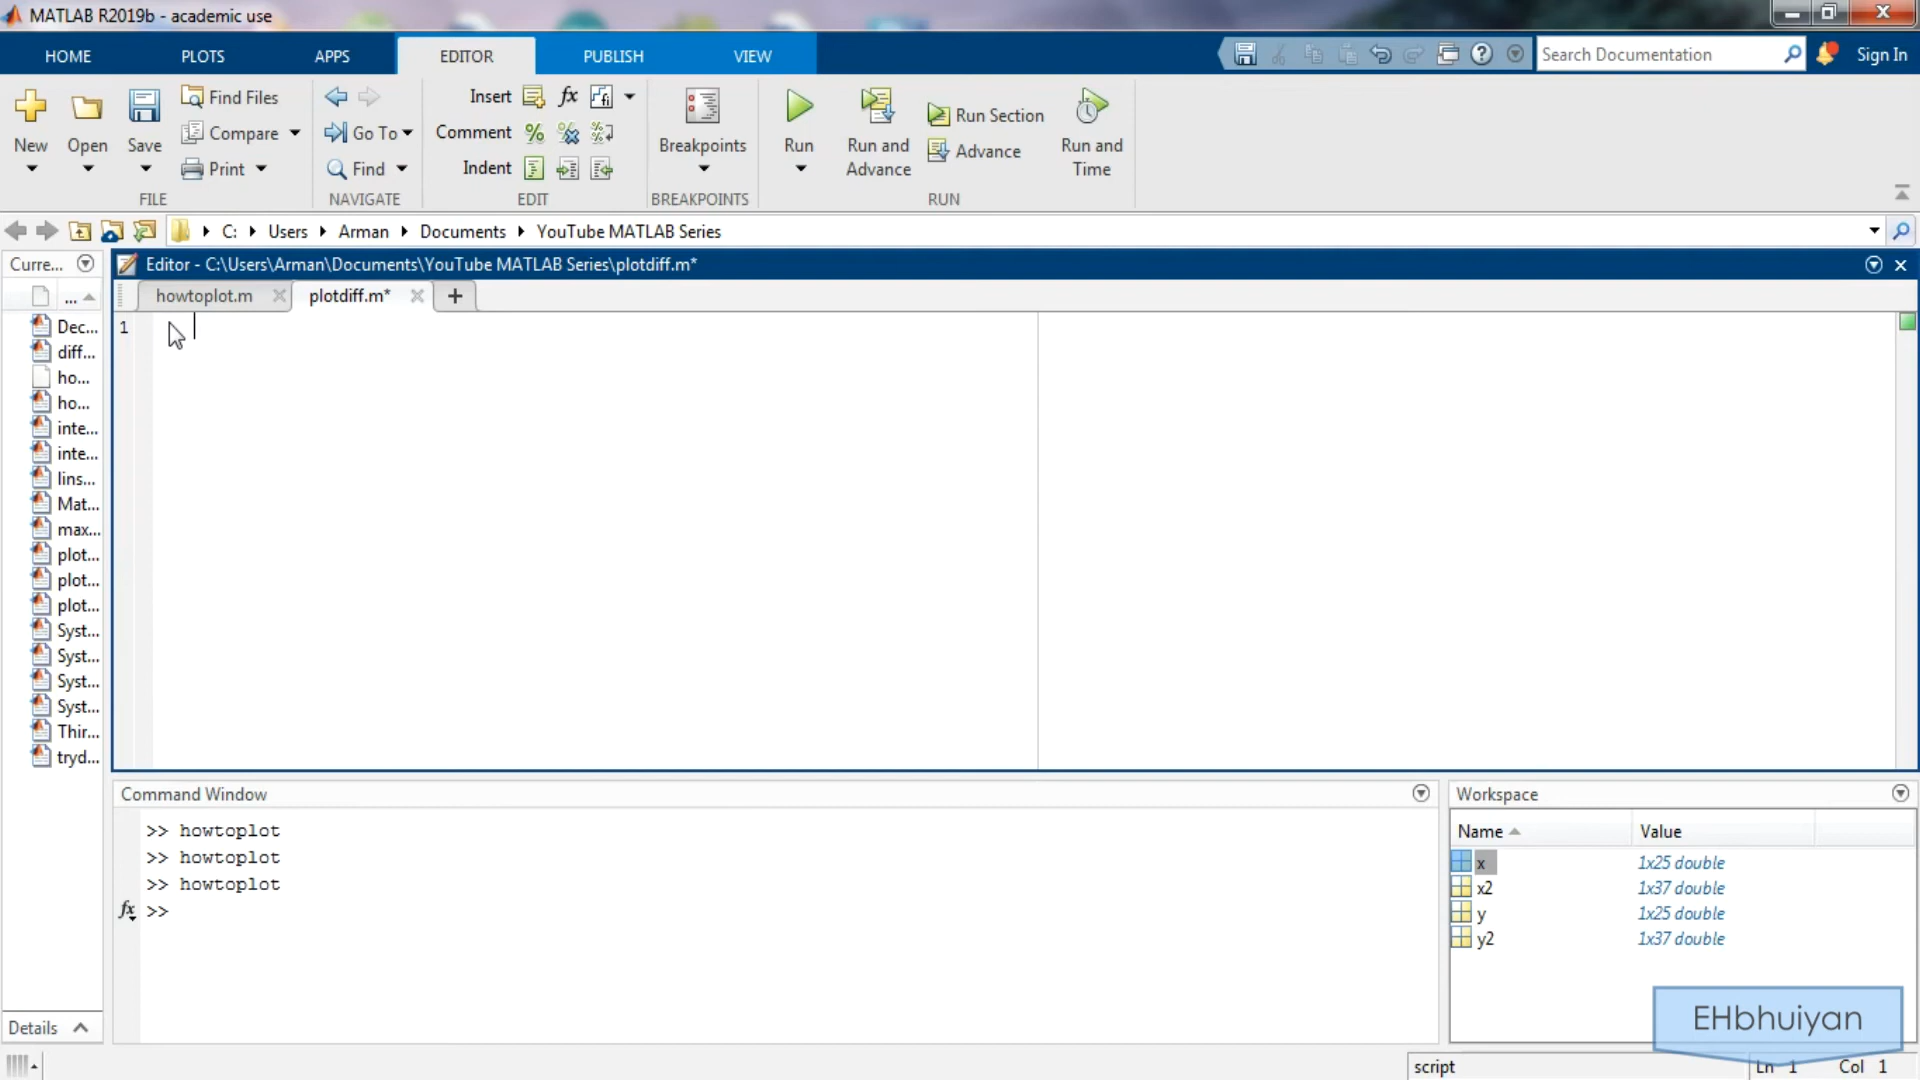 MATLAB R2019b - academic use
HOME PLOTS APPS EDITOR PUBLISH VIEW
Search Documentation
Sign In
New
Open
Save
Find Files
Compare
Print
FILE
Go To
Find
NAVIGATE
Insert fx
Comment %
Indent
EDIT
Breakpoints
BREAKPOINTS
Run
Run and Advance
Run Section
Advance
Run and Time
RUN
C: Users Arman Documents YouTube MATLAB Series
Curre...
...
Dec...
diff...
ho...
ho...
inte...
inte...
lins...
Mat...
max...
plot...
plot...
plot...
Syst...
Syst...
Syst...
Syst...
Thir...
tryd...
Details
Editor - C:\Users\Arman\Documents\YouTube MATLAB Series\plotdiff.m*
howtoplot.m plotdiff.m* +
1
Command Window
>> howtoplot
>> howtoplot
>> howtoplot
fx >>
Workspace
Name Value
x 1x25 double
x2 1x37 double
y 1x25 double
y2 1x37 double
EHbhuiyan
script
Ln 1 Col 1